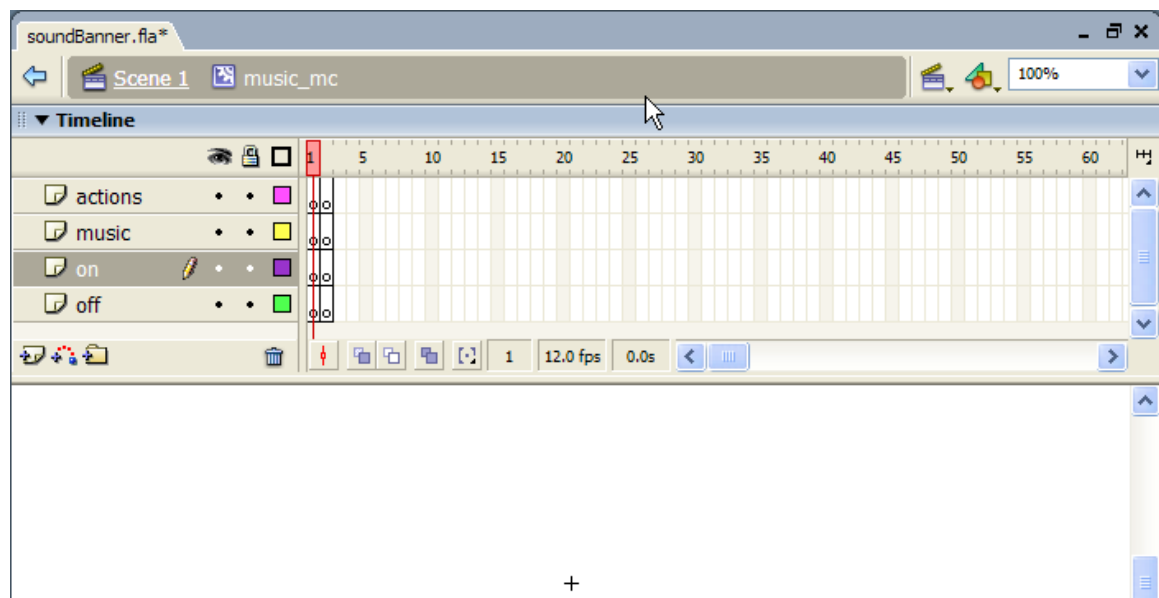 soundBanner.fla*
Scene 1 music_mc 100%
Timeline
1 5 10 15 20 25 30 35 40 45 50 55 60
actions
music
on
off
1 12.0 fps 0.0s